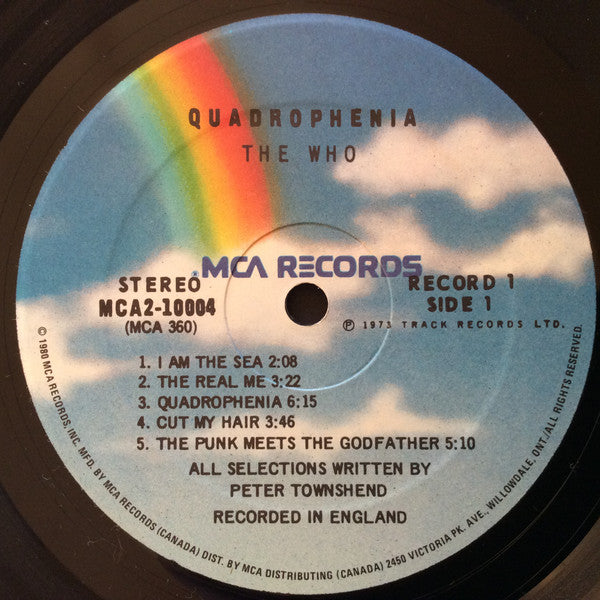 QUADROPHENIA
THE WHO
MCA RECORDS
STEREO
MCA2-10004
(MCA 360)
RECORD 1
SIDE 1
℗ 1973 TRACK RECORDS LTD.
1. I AM THE SEA 2:08
2. THE REAL ME 3:22
3. QUADROPHENIA 6:15
4. CUT MY HAIR 3:46
5. THE PUNK MEETS THE GODFATHER 5:10
ALL SELECTIONS WRITTEN BY
PETER TOWNSHEND
RECORDED IN ENGLAND
© 1980 MCA RECORDS, INC. MFD. BY MCA RECORDS (CANADA) DIST. BY MCA DISTRIBUTING (CANADA) 2450 VICTORIA PK. AVE., WILLOWDALE, ONT./ALL RIGHTS RESERVED.